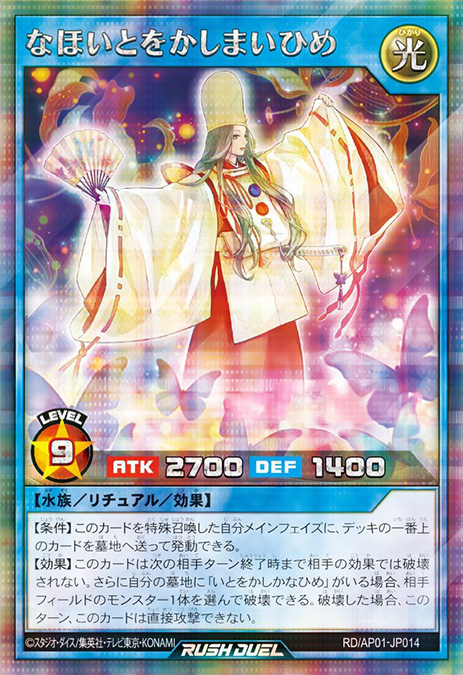 なほいとをかしまいひめ
ひかり
光
LEVEL
9
ATK 2700 DEF 1400
【水族／リチュアル／効果】
【条件】このカードを特殊召喚した自分メインフェイズに、デッキの一番上
のカードを墓地へ送って発動できる。
【効果】このカードは次の相手ターン終了時まで相手の効果では破壊
されない。さらに自分の墓地に「いとをかしかなひめ」がいる場合、相手
フィールドのモンスター1体を選んで破壊できる。破壊した場合、この
ターン、このカードは直接攻撃できない。
©スタジオ・ダイス/集英社・テレビ東京・KONAMI
RUSH DUEL
RD/AP01-JP014